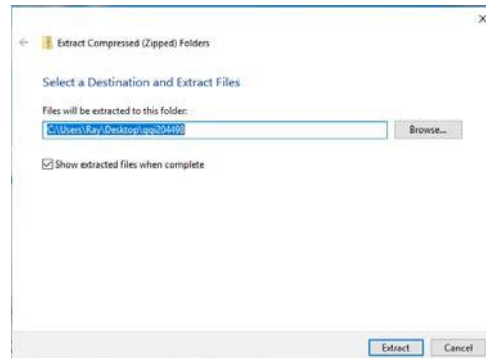 Extract Compressed (Zipped) Folders
Select a Destination and Extract Files
Files will be extracted to this folder:
C:\Users\Ray\Desktop\gqi204498
Browse...
Show extracted files when complete
Extract Cancel